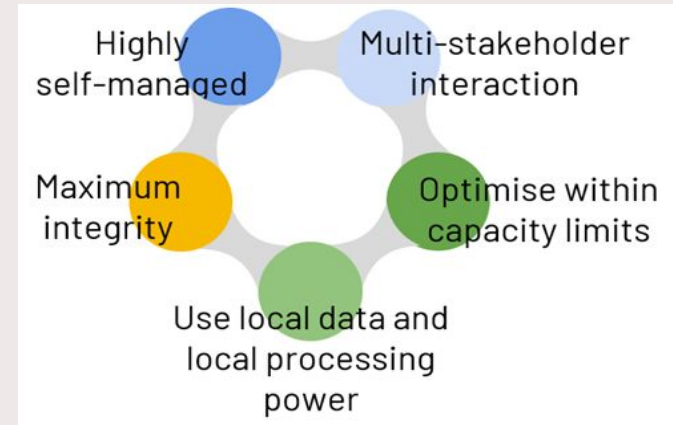 Highly
self-managed
Multi-stakeholder
interaction
Maximum
integrity
Optimise within
capacity limits
Use local data and
local processing
power